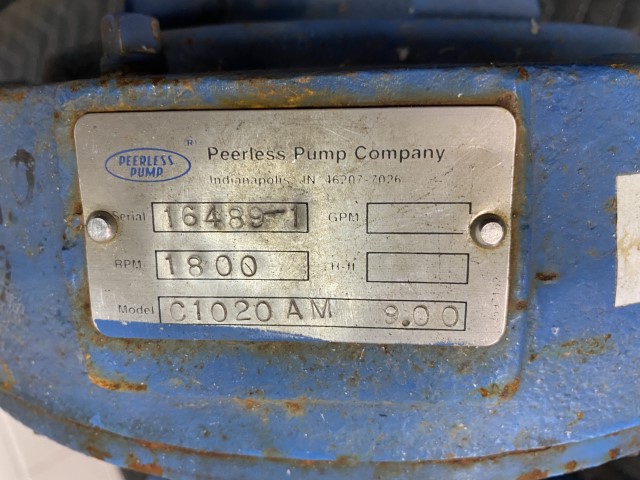 PEERLESS
PUMP
®
Peerless Pump Company
Indianapolis, IN 46207-7026
Serial 16489-1 GPM
RPM 1800
Model C1020 AM 9.00